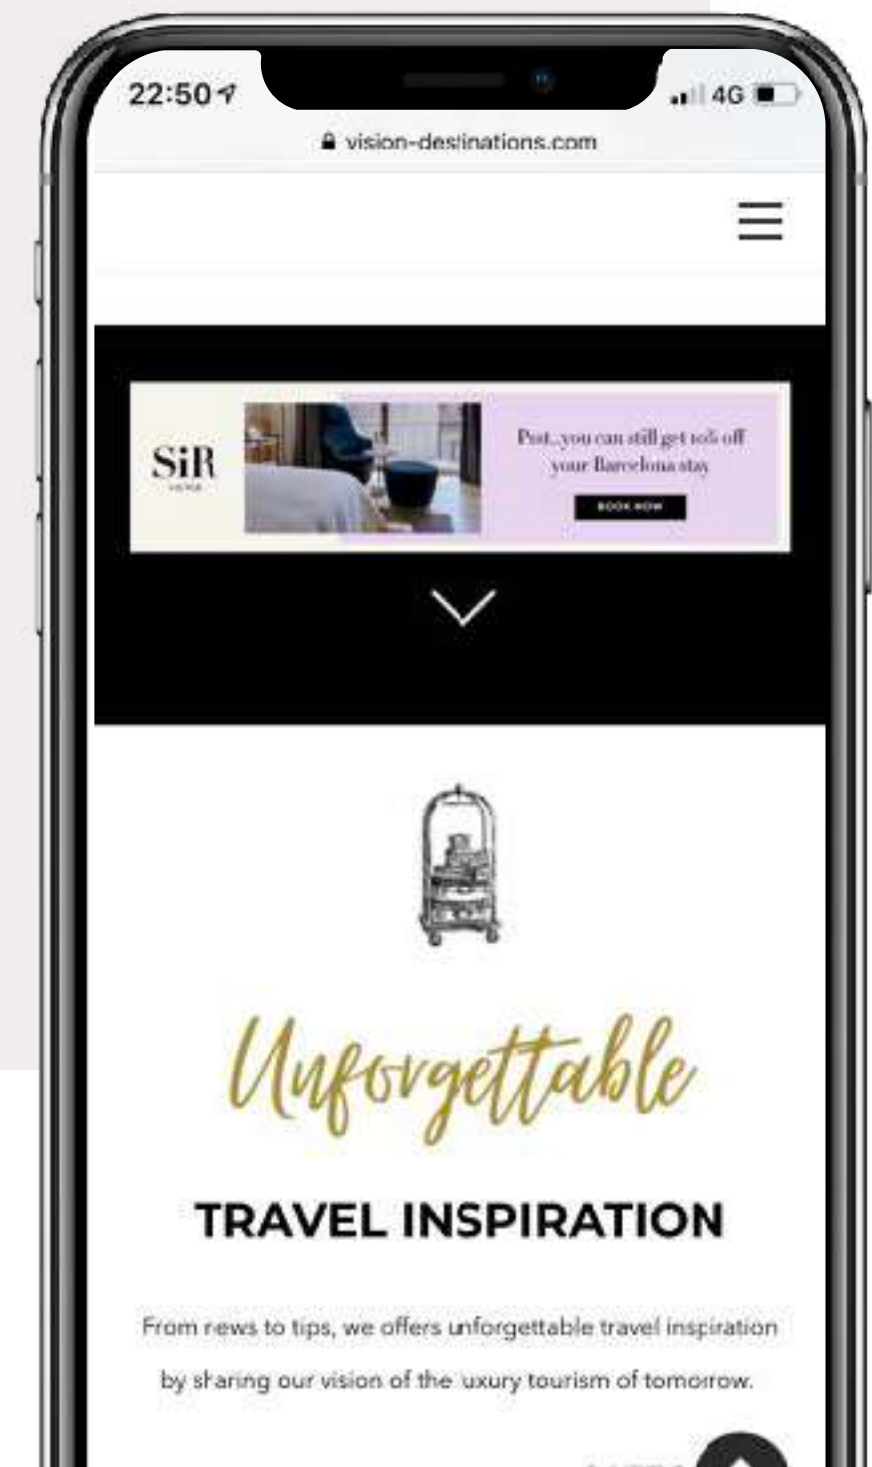 22:50
4G
vision-destinations.com
SiR
Psst.. you can still get 10% off
your Barcelona stay
BOOK NOW
Unforgettable
TRAVEL INSPIRATION
From news to tips, we offers unforgettable travel inspiration
by sharing our vision of the luxury tourism of tomorrow.